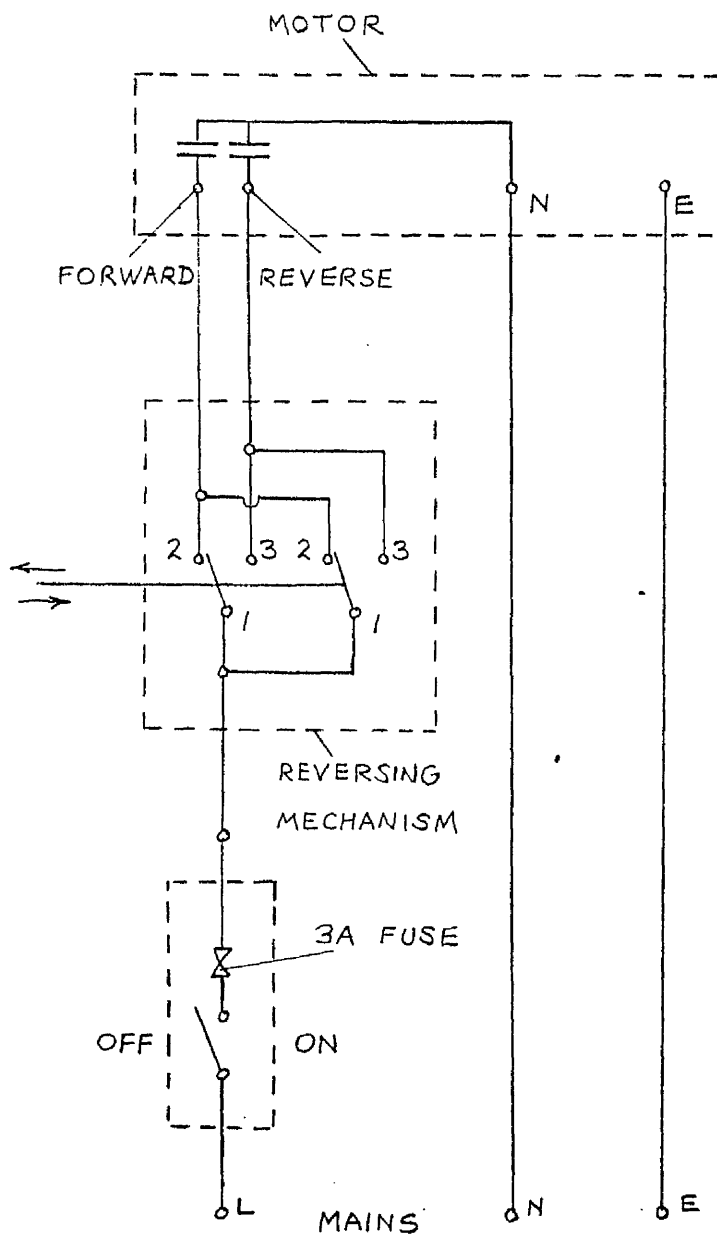 MOTOR
N
E
FORWARD
REVERSE
2
3
2
3
1
1
REVERSING
MECHANISM
3A FUSE
OFF
ON
L
MAINS
N
E